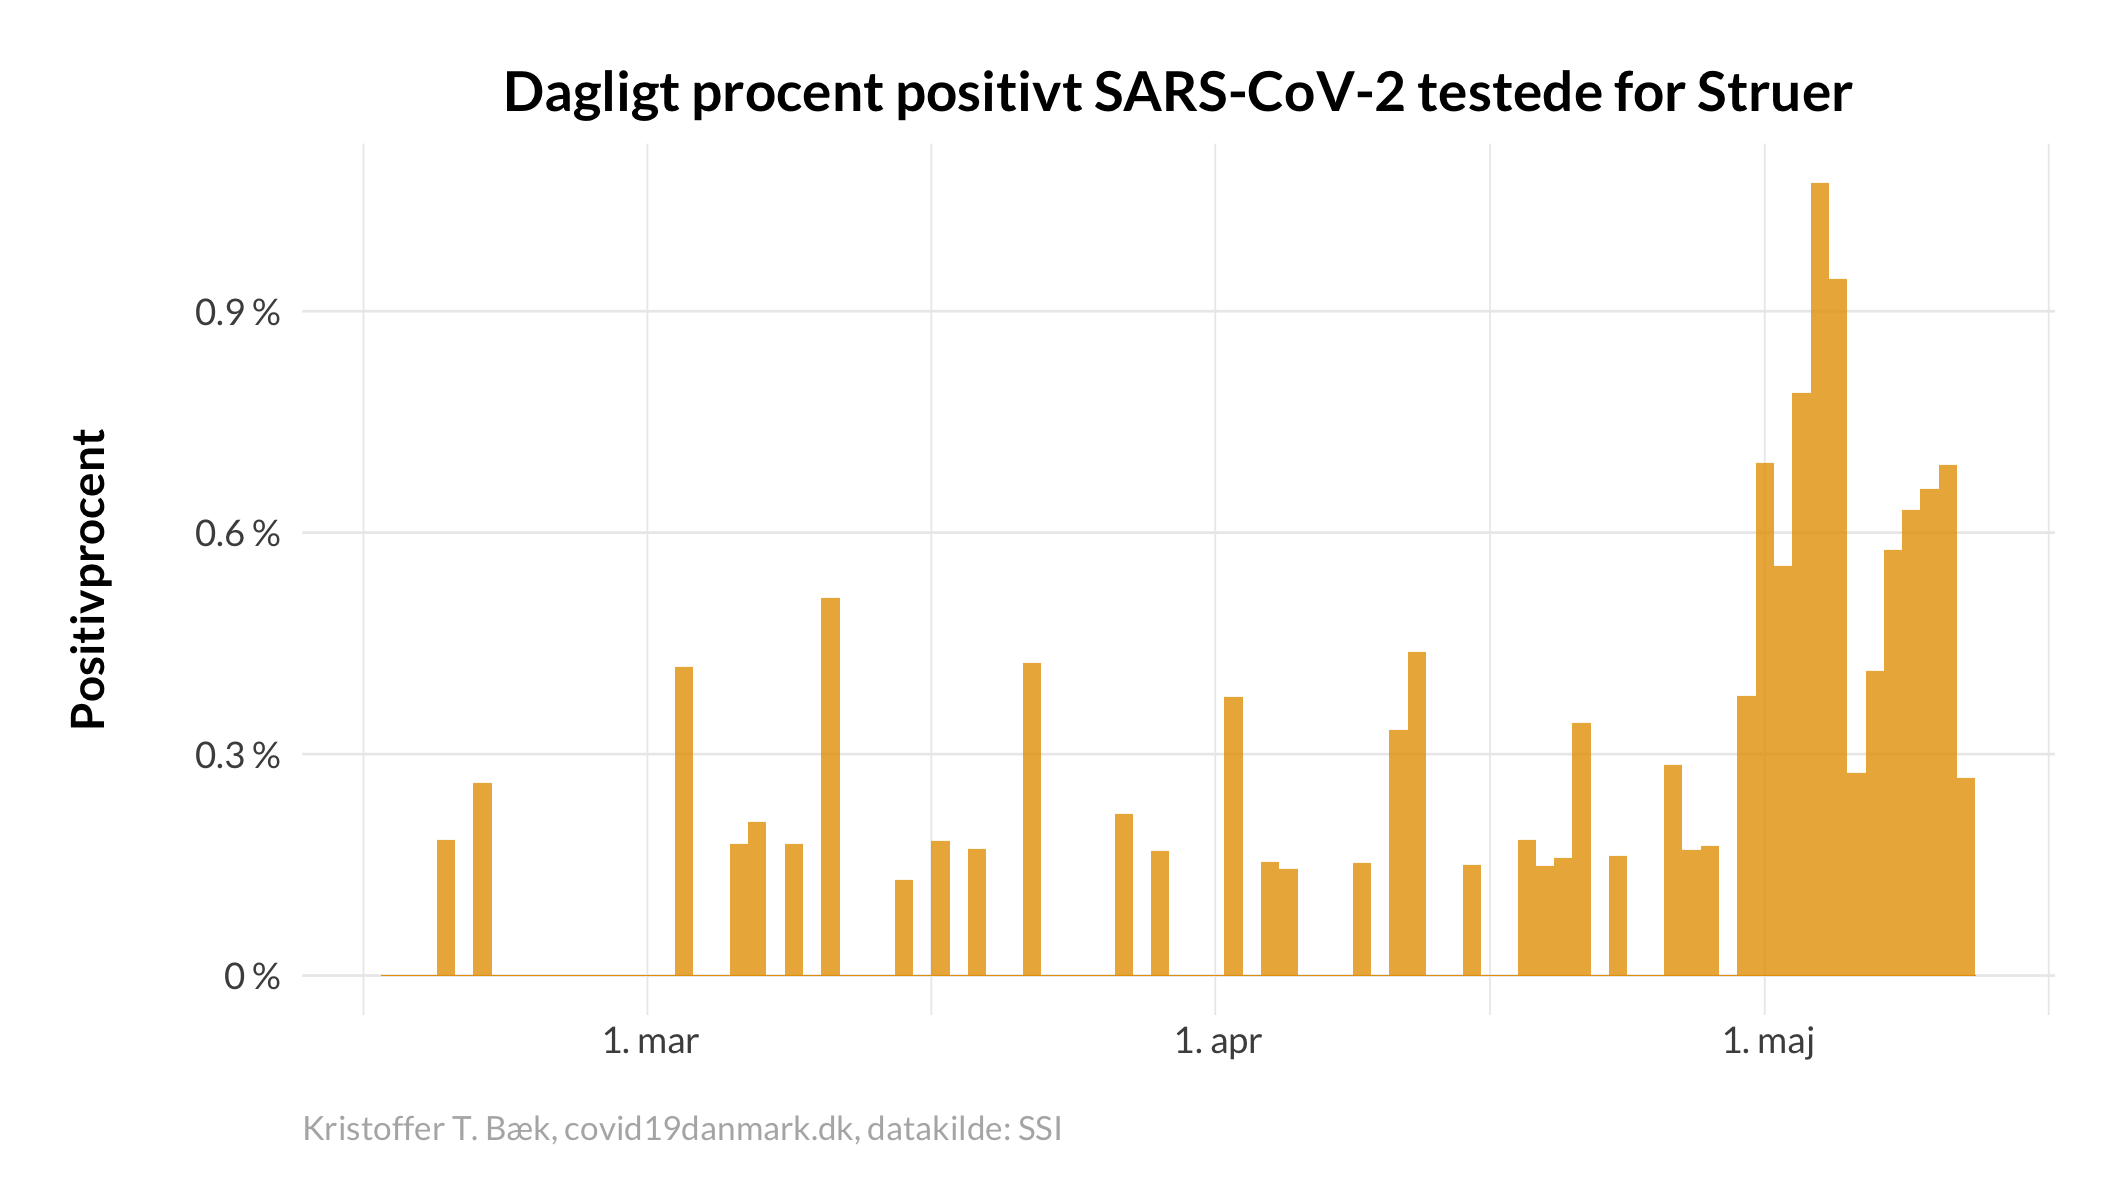 Dagligt procent positivt SARS-CoV-2 testede for Struer
Positivprocent
0.9 %
0.6 %
0.3 %
0 %
1. mar
1. apr
1. maj
Kristoffer T. Bæk, covid19danmark.dk, datakilde: SSI